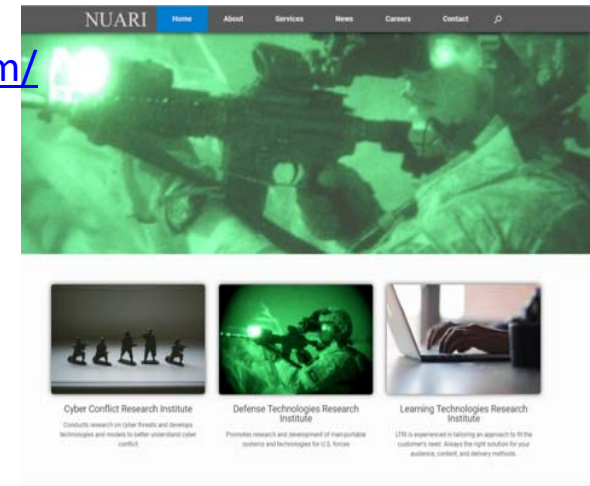 NUARI Home About Services News Careers Contact
m/
Cyber Conflict Research Institute
Conducts research on cyber threats and develops
technologies and models to better understand cyber
conflict
Defense Technologies Research
Institute
Promotes research and development of man-portable
systems and technologies for U.S. forces
Learning Technologies Research
Institute
LTRI is experienced in tailoring an approach to fit the
customer's need. Always the right solution for your
audience, content, and delivery methods.